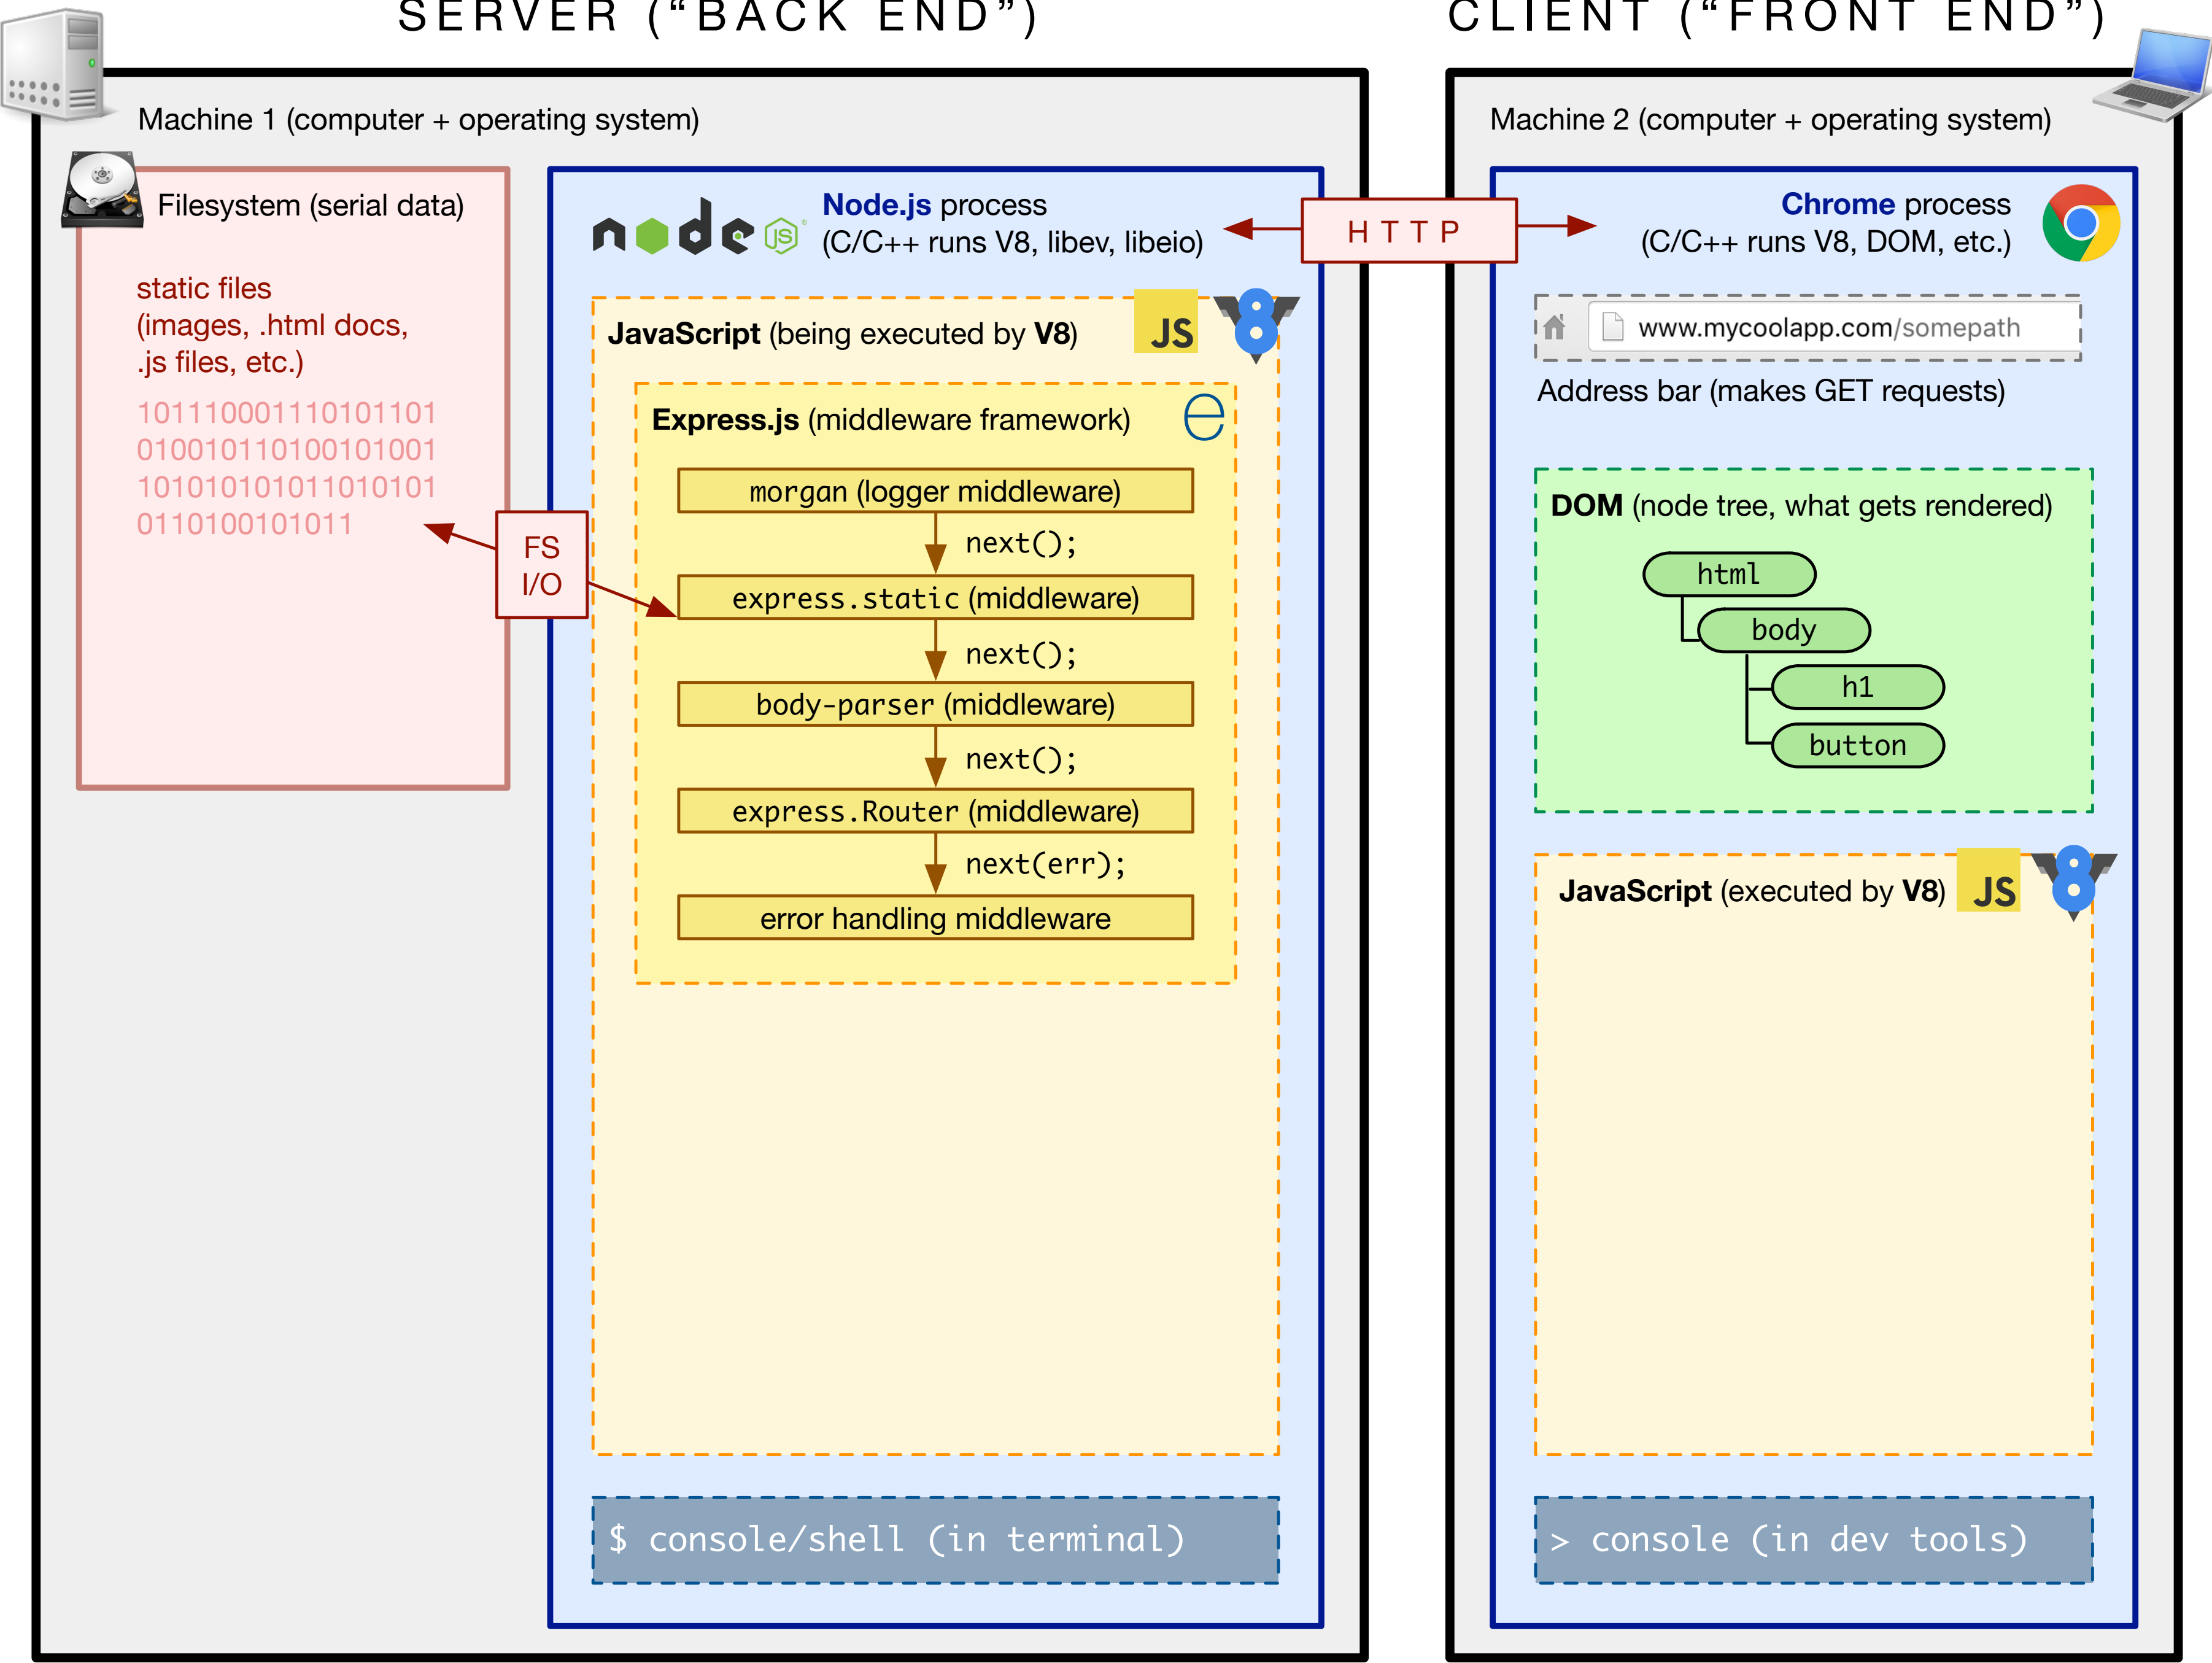 SERVER (“BACK END”)
CLIENT (“FRONT END”)
Machine 1 (computer + operating system)
Filesystem (serial data)
static files
(images, .html docs,
.js files, etc.)
101110001110101101
010010110100101001
101010101011010101
0110100101011
FS
I/O
node
JS
Node.js process
(C/C++ runs V8, libev, libeio)
HTTP
JavaScript (being executed by V8)
JS
8
Express.js (middleware framework)
e
morgan (logger middleware)
next();
express.static (middleware)
next();
body-parser (middleware)
next();
express.Router (middleware)
next(err);
error handling middleware
$ console/shell (in terminal)
Machine 2 (computer + operating system)
Chrome process
(C/C++ runs V8, DOM, etc.)
www.mycoolapp.com/somepath
Address bar (makes GET requests)
DOM (node tree, what gets rendered)
html
body
h1
button
JavaScript (executed by V8)
JS
8
> console (in dev tools)